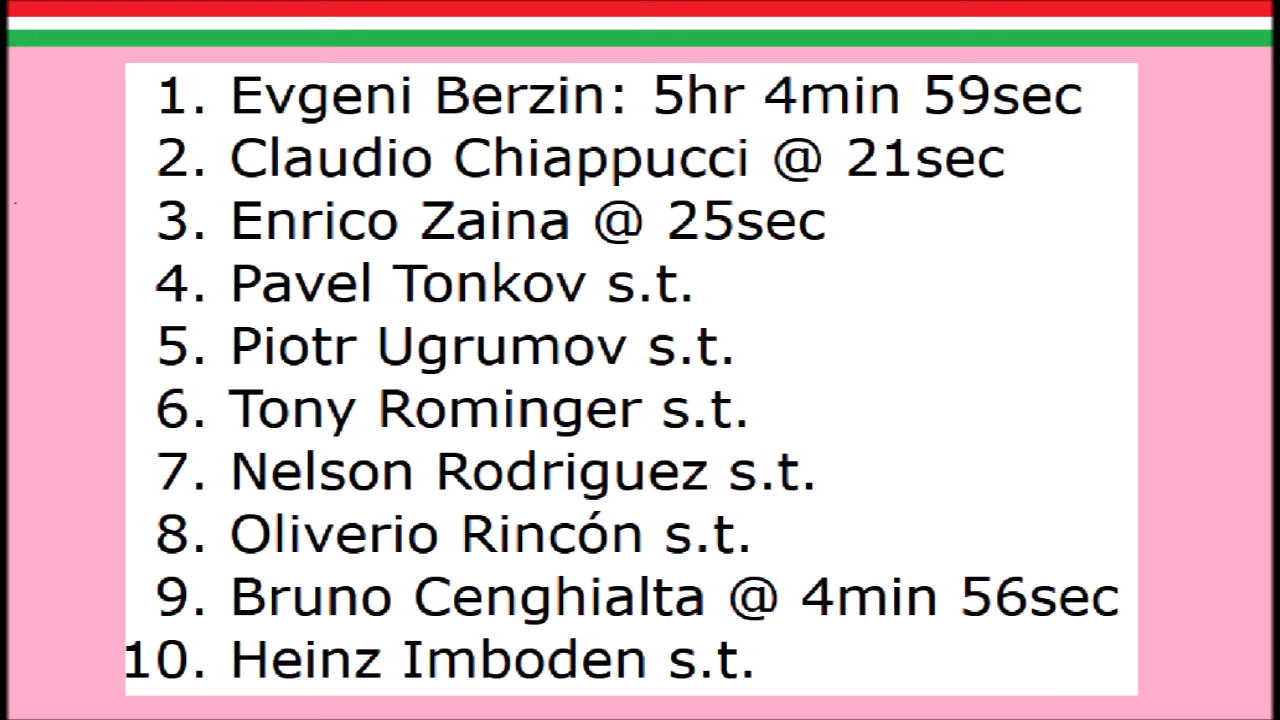 1. Evgeni Berzin: 5hr 4min 59sec
2. Claudio Chiappucci @ 21sec
3. Enrico Zaina @ 25sec
4. Pavel Tonkov s.t.
5. Piotr Ugrumov s.t.
6. Tony Rominger s.t.
7. Nelson Rodriguez s.t.
8. Oliverio Rincón s.t.
9. Bruno Cenghialta @ 4min 56sec
10. Heinz Imboden s.t.